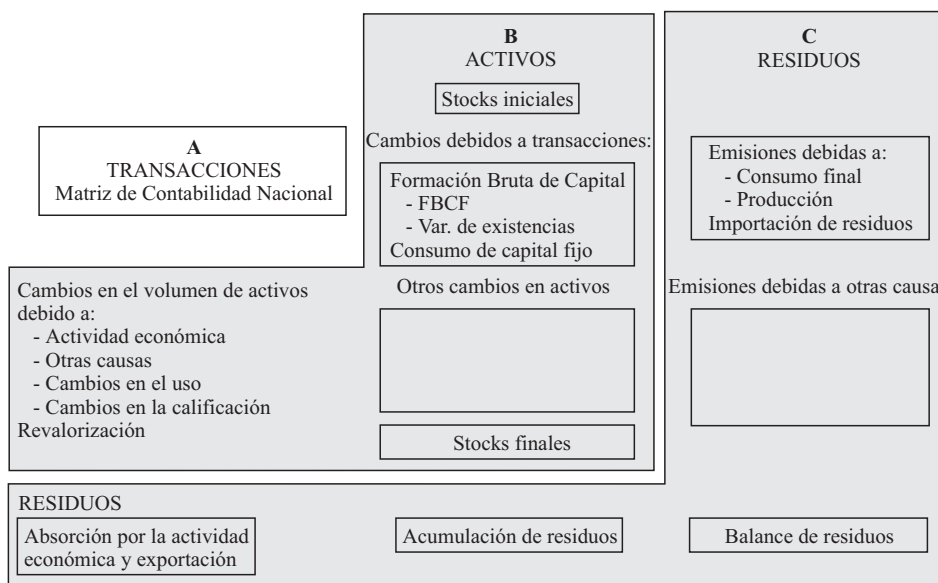 B
ACTIVOS
Stocks iniciales
Cambios debidos a transacciones:
Formación Bruta de Capital
- FBCF
- Var. de existencias
Consumo de capital fijo
Otros cambios en activos
Stocks finales
C
RESIDUOS
Emisiones debidas a:
- Consumo final
- Producción
Importación de residuos
Emisiones debidas a otras causa
A
TRANSACCIONES
Matriz de Contabilidad Nacional
Cambios en el volumen de activos
debido a:
- Actividad económica
- Otras causas
- Cambios en el uso
- Cambios en la calificación
Revalorización
RESIDUOS
Absorción por la actividad
económica y exportación
Acumulación de residuos
Balance de residuos